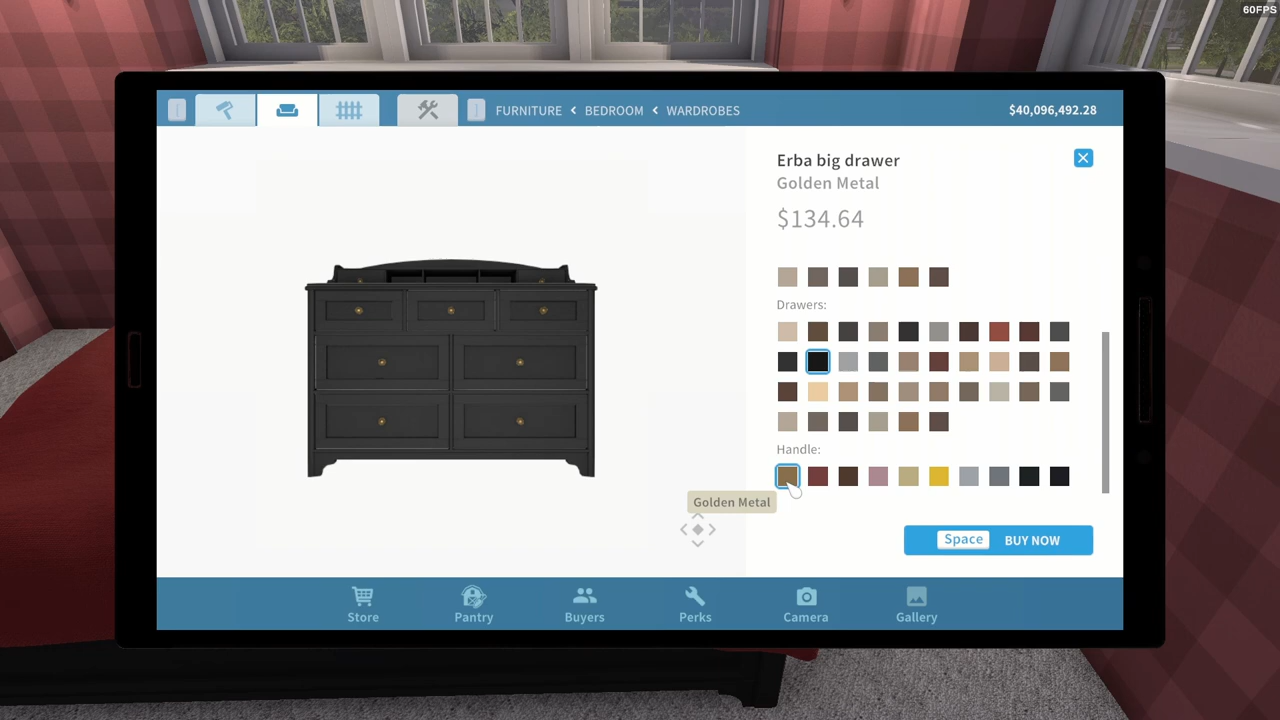 60FPS
FURNITURE < BEDROOM < WARDROBES
$40,096,492.28
Erba big drawer
Golden Metal
$134.64
Drawers:
Handle:
Golden Metal
Space BUY NOW
Store Pantry Buyers Perks Camera Gallery